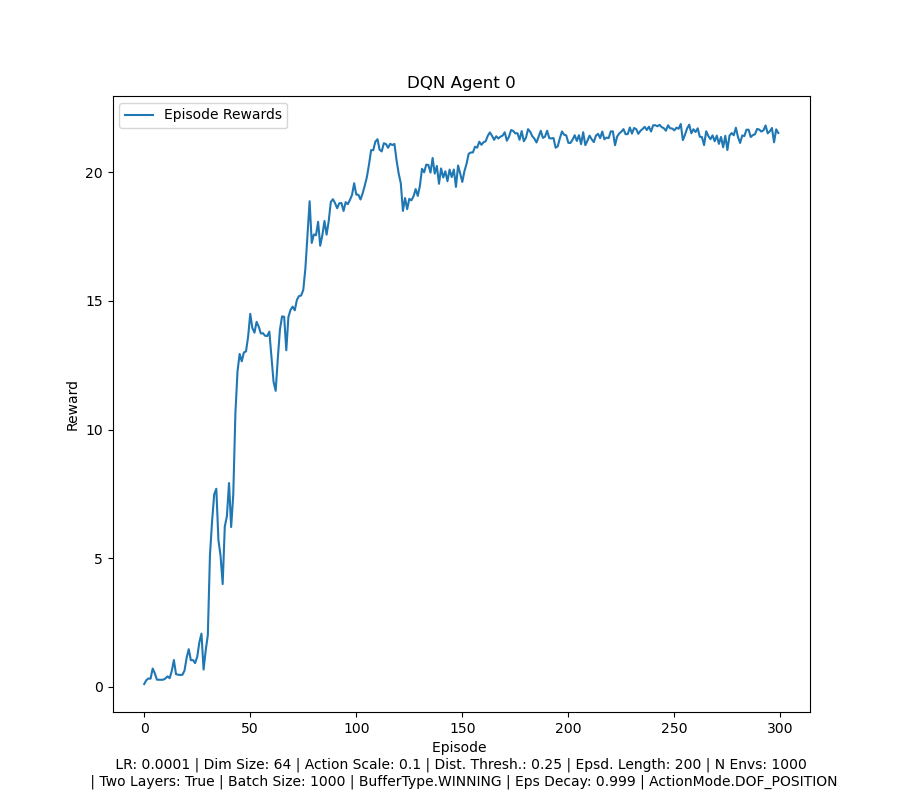 DQN Agent 0
Episode Rewards
20
15
10
5
0
Reward
0 50 100 150 200 250 300
Episode
LR: 0.0001 | Dim Size: 64 | Action Scale: 0.1 | Dist. Thresh.: 0.25 | Epsd. Length: 200 | N Envs: 1000
| Two Layers: True | Batch Size: 1000 | BufferType.WINNING | Eps Decay: 0.999 | ActionMode.DOF_POSITION